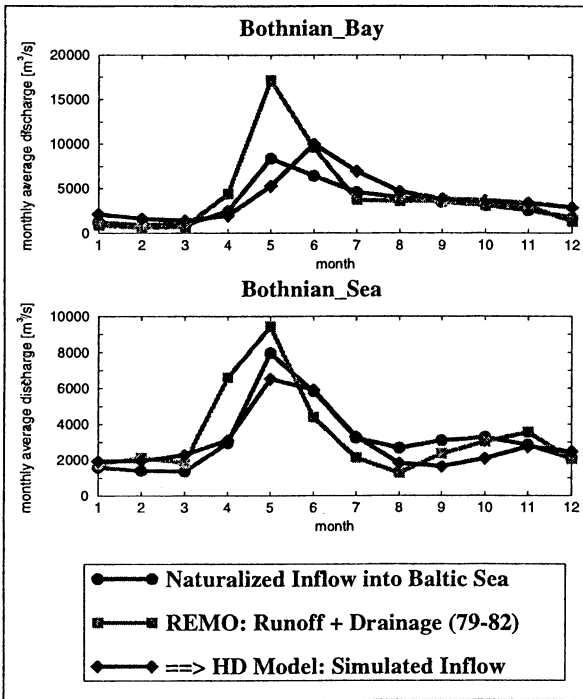 Bothnian_Bay
monthly average discharge [m³/s]
20000
15000
10000
5000
0
1 2 3 4 5 6 7 8 9 10 11 12
month
Bothnian_Sea
monthly average discharge [m³/s]
10000
8000
6000
4000
2000
0
1 2 3 4 5 6 7 8 9 10 11 12
month
Naturalized Inflow into Baltic Sea
REMO: Runoff + Drainage (79-82)
==> HD Model: Simulated Inflow